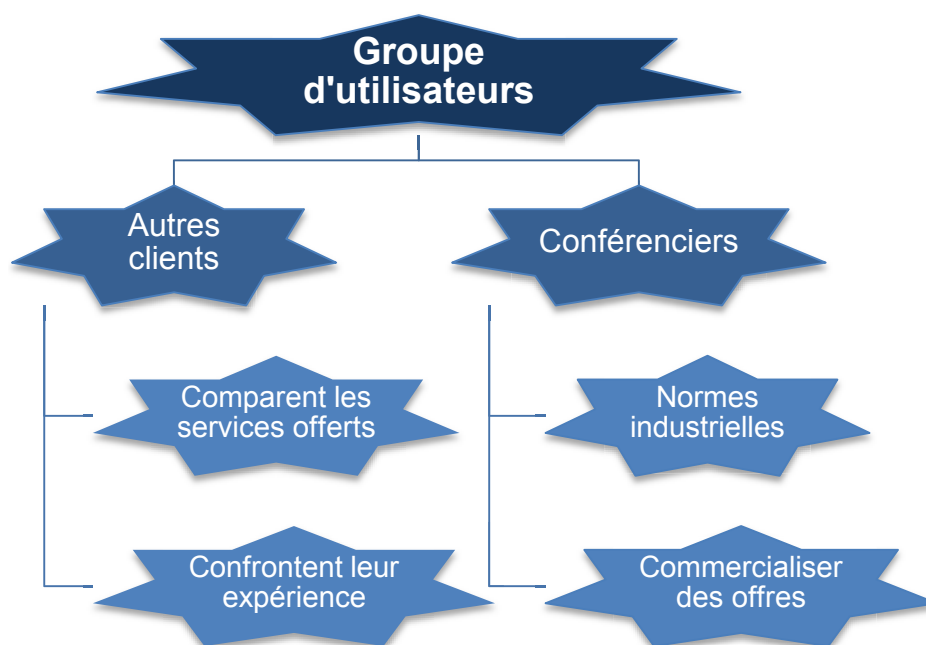 Groupe
d'utilisateurs
Autres
clients
Conférenciers
Comparent les
services offerts
Normes
industrielles
Confrontent leur
expérience
Commercialiser
des offres